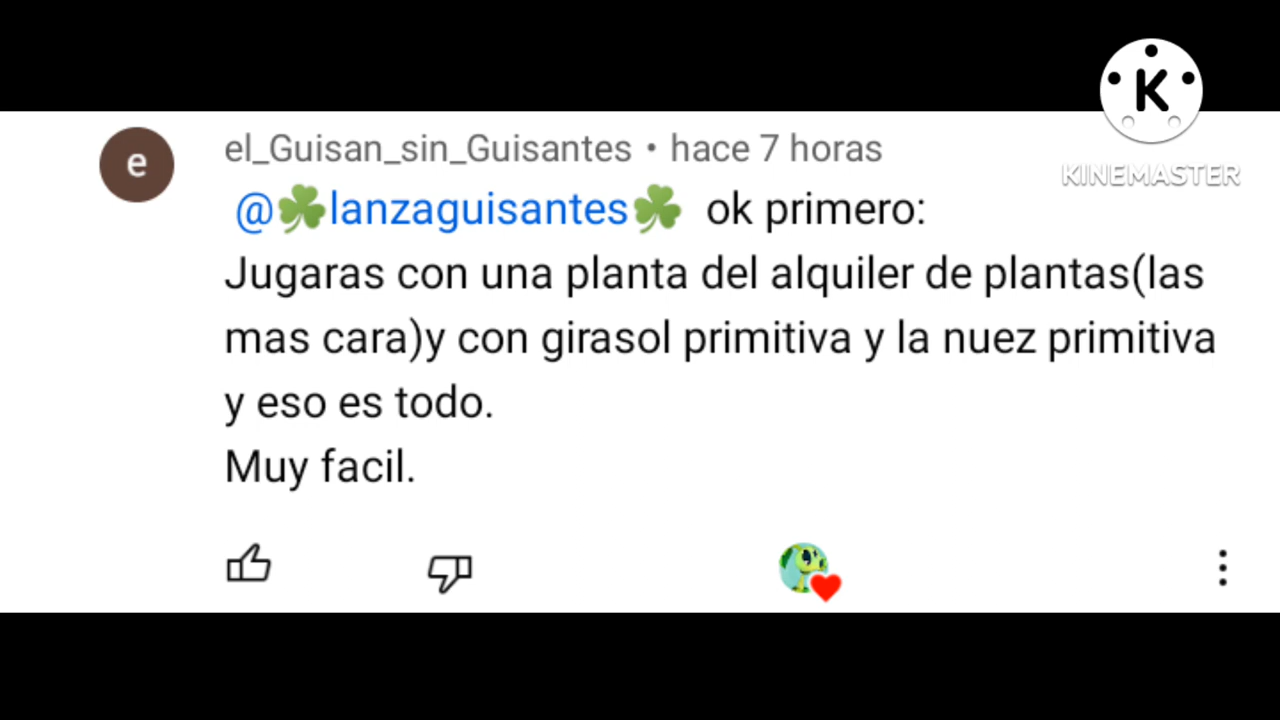 K
KINEMASTER
e
el_Guisan_sin_Guisantes • hace 7 horas
@☘️lanzaguisantes☘️ ok primero:
Jugaras con una planta del alquiler de plantas(las
mas cara)y con girasol primitiva y la nuez primitiva
y eso es todo.
Muy facil.